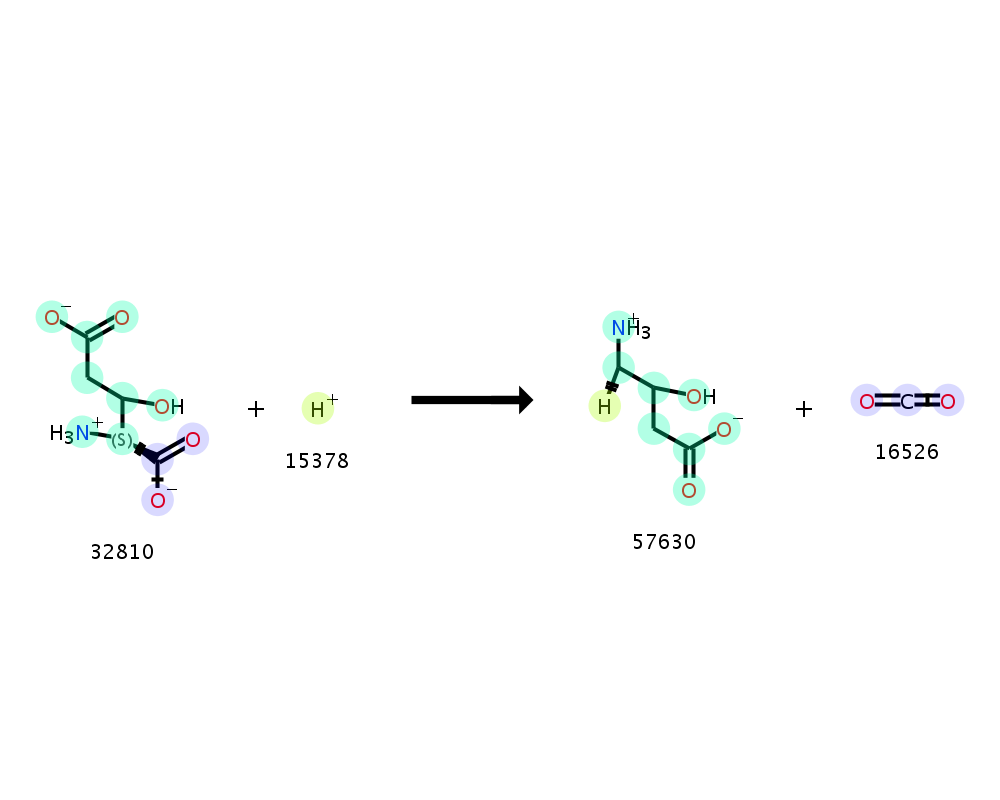 O− O
OH
H3N+ (S) O
O−
32810
+
H+
15378
NH3+
H OH
O−
O
57630
+
O C O
16526